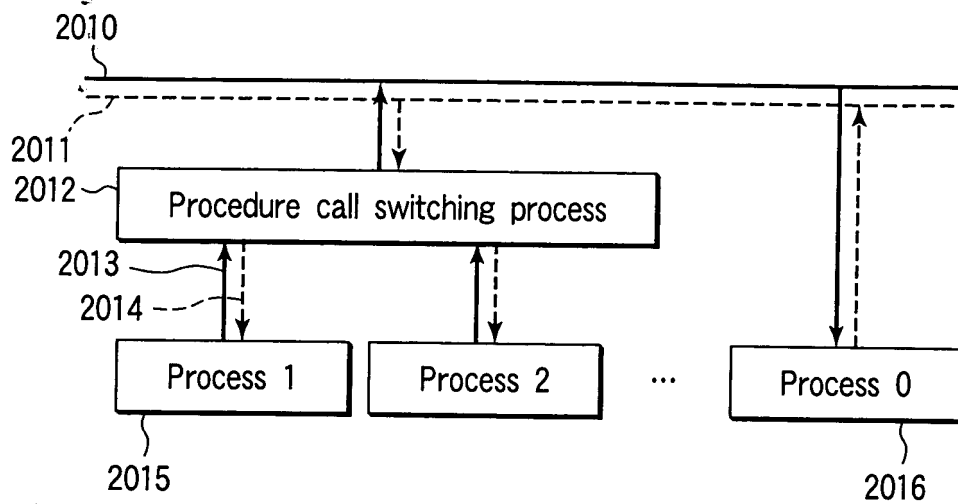 2010
2011
2012
Procedure call switching process
2013
2014
Process 1
Process 2
...
Process 0
2015
2016